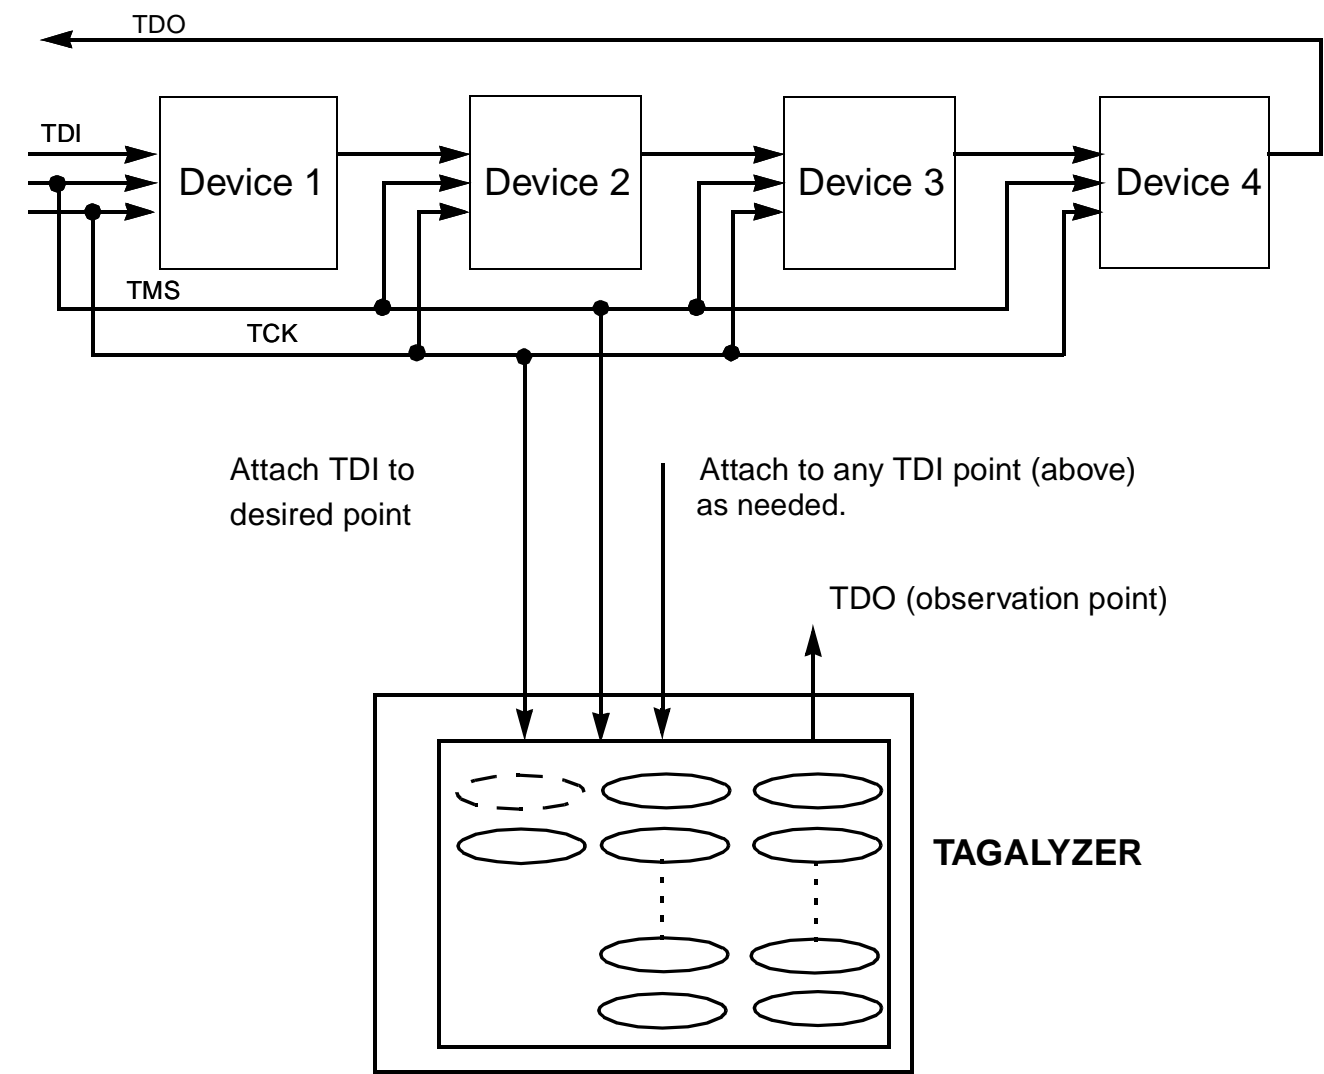 TDO
TDI
Device 1
Device 2
Device 3
Device 4
TMS
TCK
Attach TDI to
desired point
Attach to any TDI point (above)
as needed.
TDO (observation point)
TAGALYZER